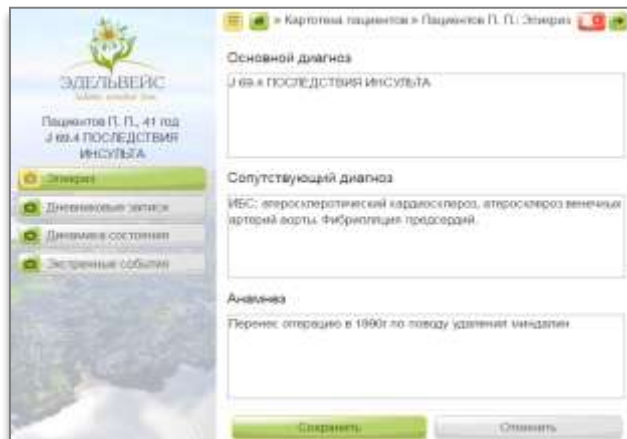 » Картотека пациентов » Пациентов П. П.: Эпикриз
ЭДЕЛЬВЕЙС
Пациентов П. П., 41 год
J 69.4 ПОСЛЕДСТВИЯ
ИНСУЛЬТА
Эпикриз
Дневниковые записи
Динамика состояния
Экстренные события
Основной диагноз
J 69.4 ПОСЛЕДСТВИЯ ИНСУЛЬТА
Сопутствующий диагноз
ИБС: атеросклеротический кардиосклероз, атеросклероз венечных
артерий аорты. Фибрилляция предсердий.
Анамнез
Перенес операцию в 1990г по поводу удаления миндалин
Сохранить
Отменить